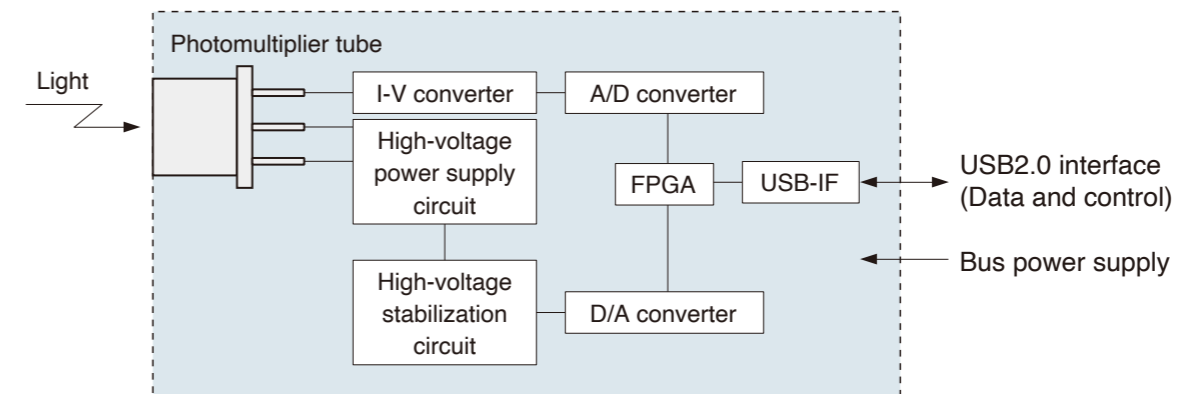 Photomultiplier tube
Light
I-V converter
A/D converter
High-voltage
power supply
circuit
FPGA
USB-IF
USB2.0 interface
(Data and control)
Bus power supply
High-voltage
stabilization
circuit
D/A converter